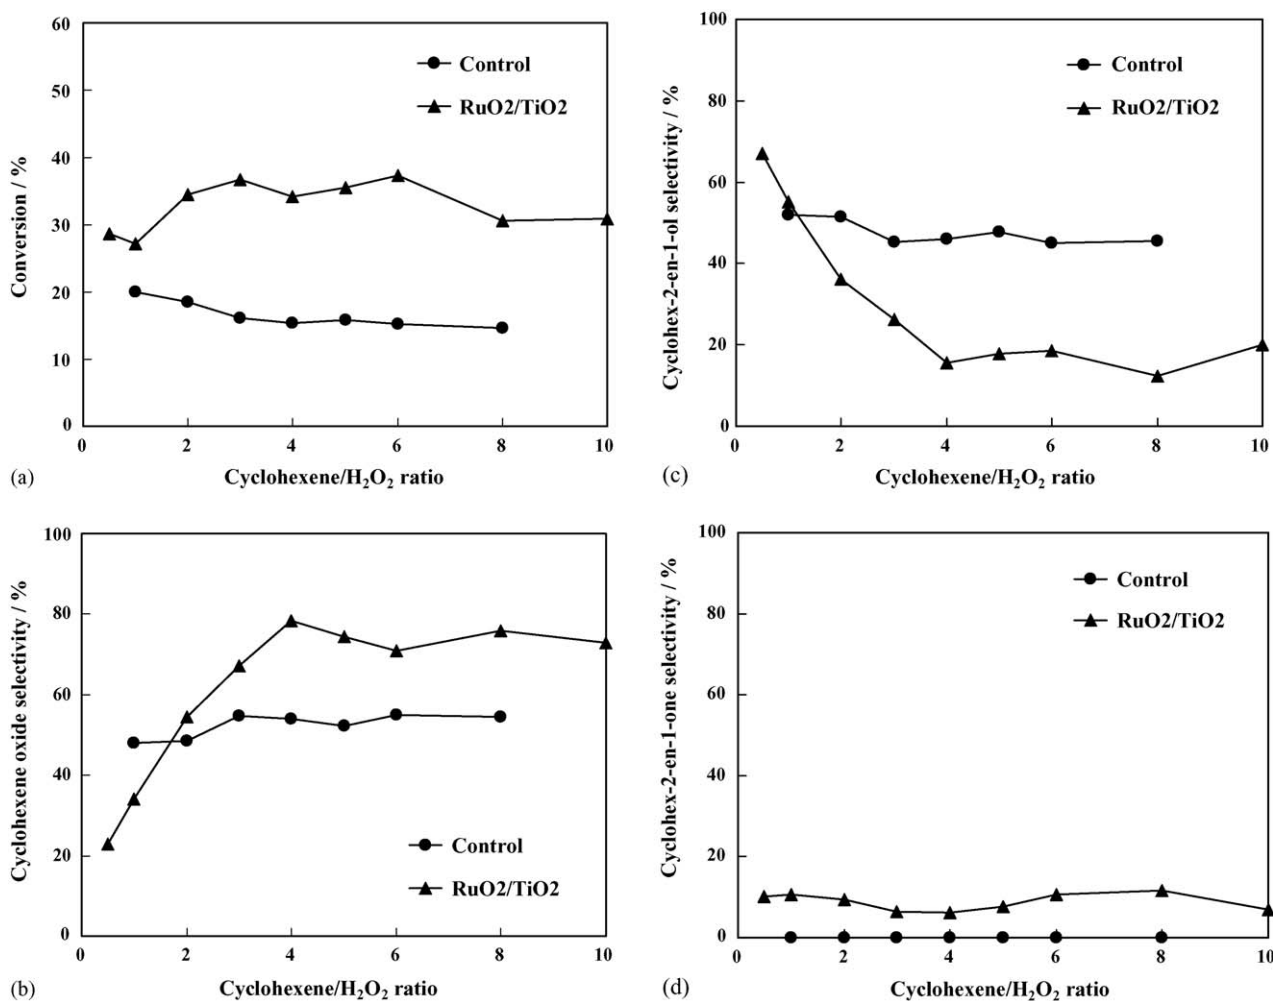 60
50
40
30
20
10
0
Conversion / %
Control
RuO2/TiO2
0 2 4 6 8 10
Cyclohexene/H₂O₂ ratio
(a)
100
80
60
40
20
0
Cyclohex-2-en-1-ol selectivity / %
Control
RuO2/TiO2
0 2 4 6 8 10
Cyclohexene/H₂O₂ ratio
(c)
100
80
60
40
20
0
Cyclohexene oxide selectivity / %
Control
RuO2/TiO2
0 2 4 6 8 10
Cyclohexene/H₂O₂ ratio
(b)
100
80
60
40
20
0
Cyclohex-2-en-1-one selectivity / %
Control
RuO2/TiO2
0 2 4 6 8 10
Cyclohexene/H₂O₂ ratio
(d)